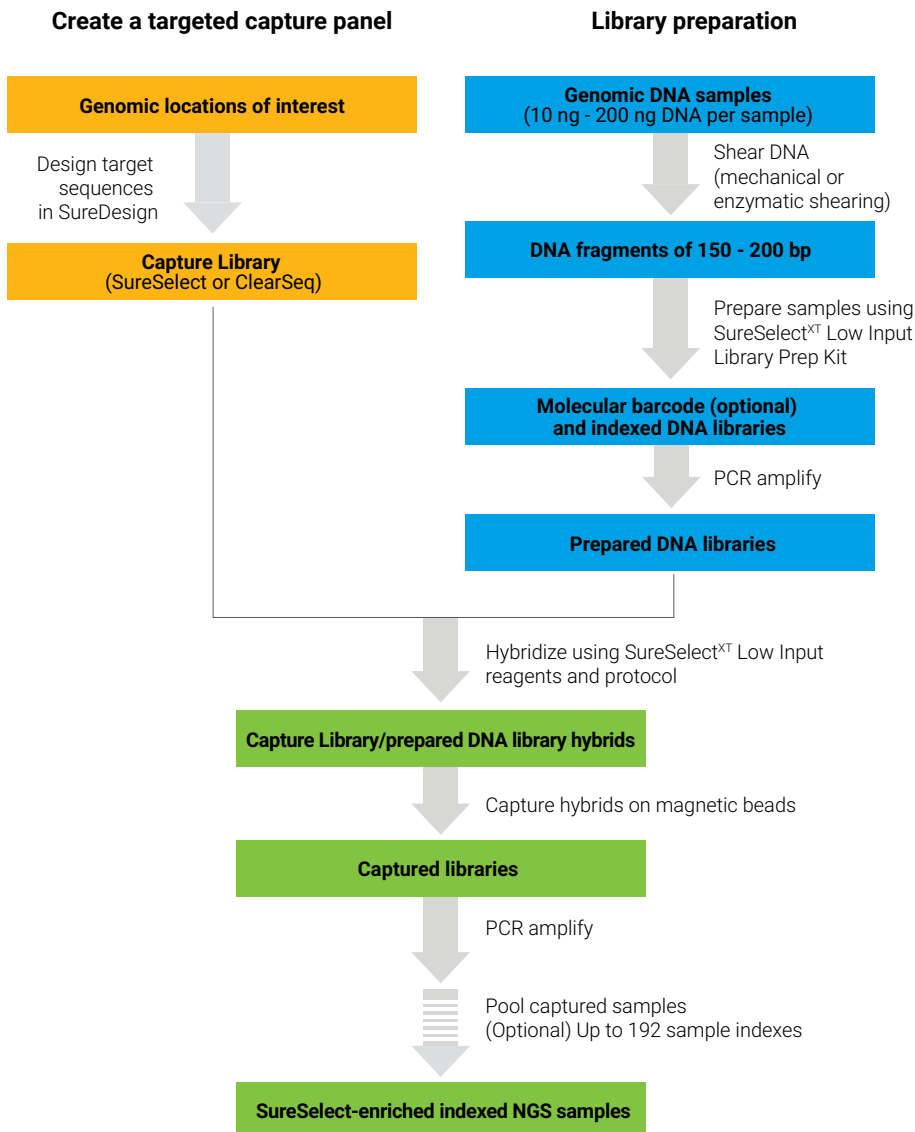 Create a targeted capture panel
Genomic locations of interest
Design target
sequences
in SureDesign
Capture Library
(SureSelect or ClearSeq)
Library preparation
Genomic DNA samples
(10 ng - 200 ng DNA per sample)
Shear DNA
(mechanical or
enzymatic shearing)
DNA fragments of 150 - 200 bp
Prepare samples using
SureSelectXT Low Input
Library Prep Kit
Molecular barcode (optional)
and indexed DNA libraries
PCR amplify
Prepared DNA libraries
Hybridize using SureSelectXT Low Input
reagents and protocol
Capture Library/prepared DNA library hybrids
Capture hybrids on magnetic beads
Captured libraries
PCR amplify
Pool captured samples
(Optional) Up to 192 sample indexes
SureSelect-enriched indexed NGS samples